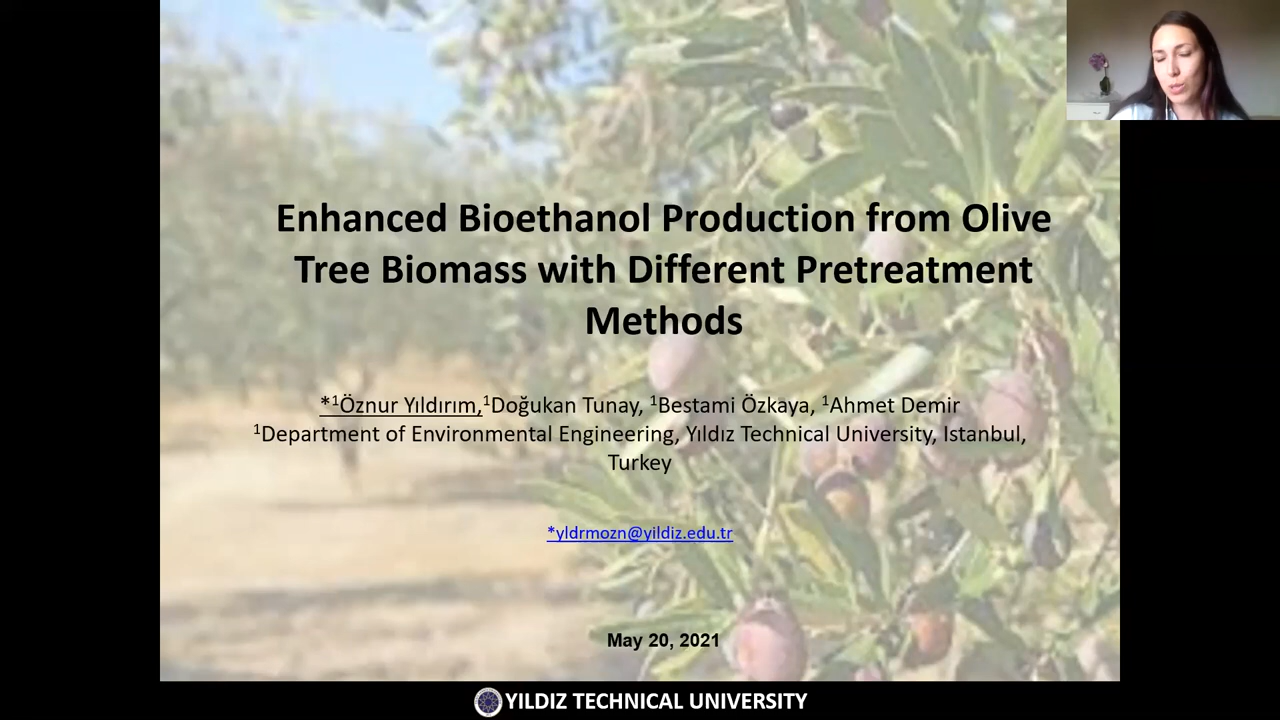 Enhanced Bioethanol Production from Olive
Tree Biomass with Different Pretreatment
Methods
*¹Öznur Yıldırım,¹Doğukan Tunay, ¹Bestami Özkaya, ¹Ahmet Demir
¹Department of Environmental Engineering, Yıldız Technical University, Istanbul,
Turkey
*yldrmozn@yildiz.edu.tr
May 20, 2021
YILDIZ TECHNICAL UNIVERSITY